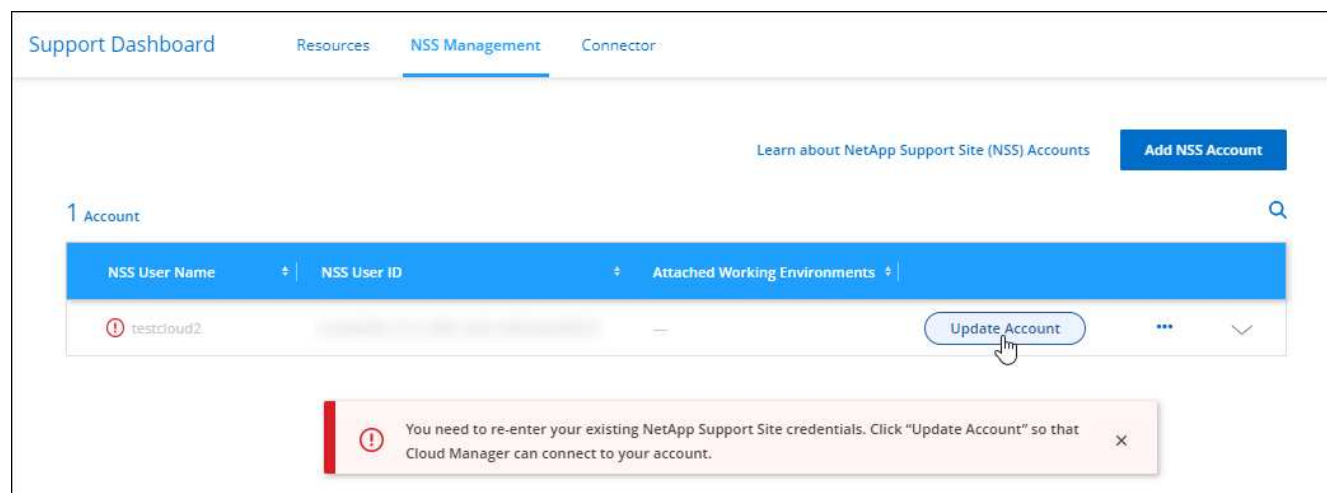 Support Dashboard Resources NSS Management Connector
Learn about NetApp Support Site (NSS) Accounts Add NSS Account
1 Account
NSS User Name NSS User ID Attached Working Environments
testcloud2 — Update Account
You need to re-enter your existing NetApp Support Site credentials. Click “Update Account” so that
Cloud Manager can connect to your account.